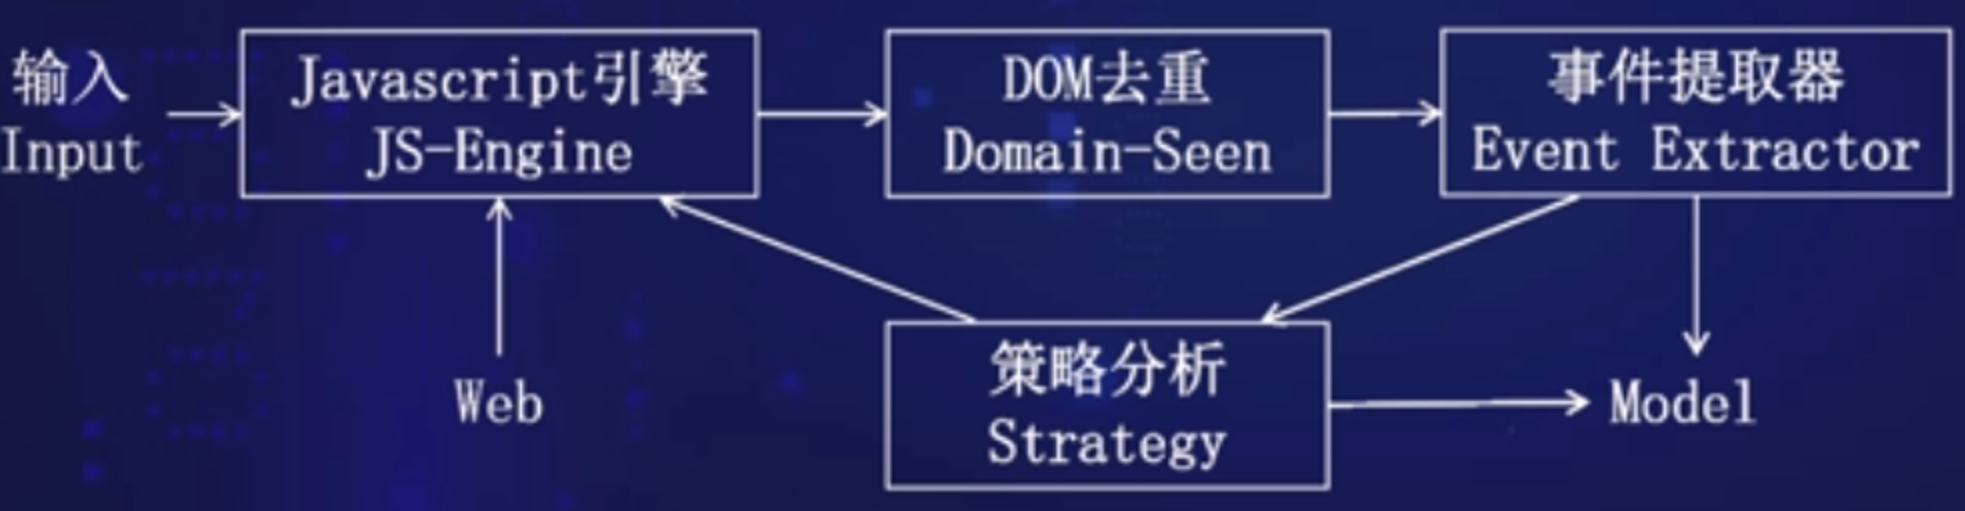 输入
Input
Javascript引擎
JS-Engine
DOM去重
Domain-Seen
事件提取器
Event Extractor
Web
策略分析
Strategy
Model